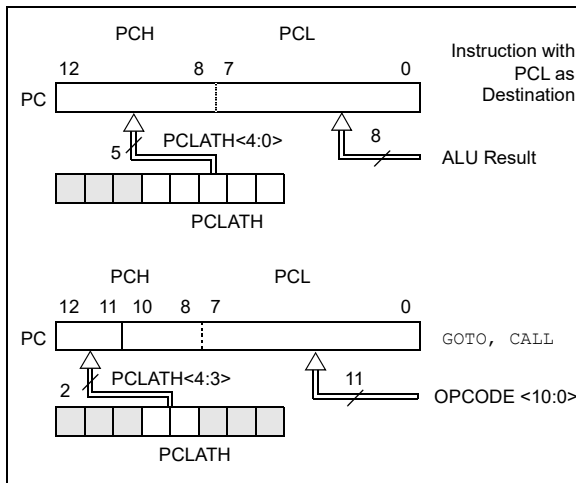 PCH PCL
12 8 7 0
Instruction with
PCL as
Destination
PC
5 PCLATH<4:0> 8
ALU Result
PCLATH
PCH PCL
12 11 10 8 7 0
PC GOTO, CALL
2 PCLATH<4:3> 11
OPCODE <10:0>
PCLATH